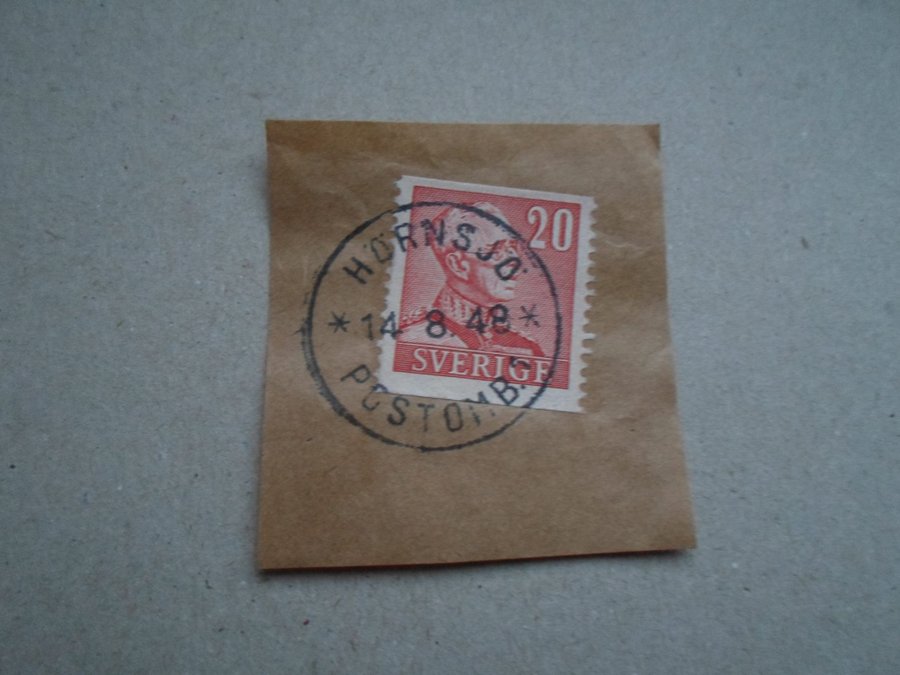 20
HÖRNSJÖ
* 14 8.48 *
SVERIGE
POSTOMB.